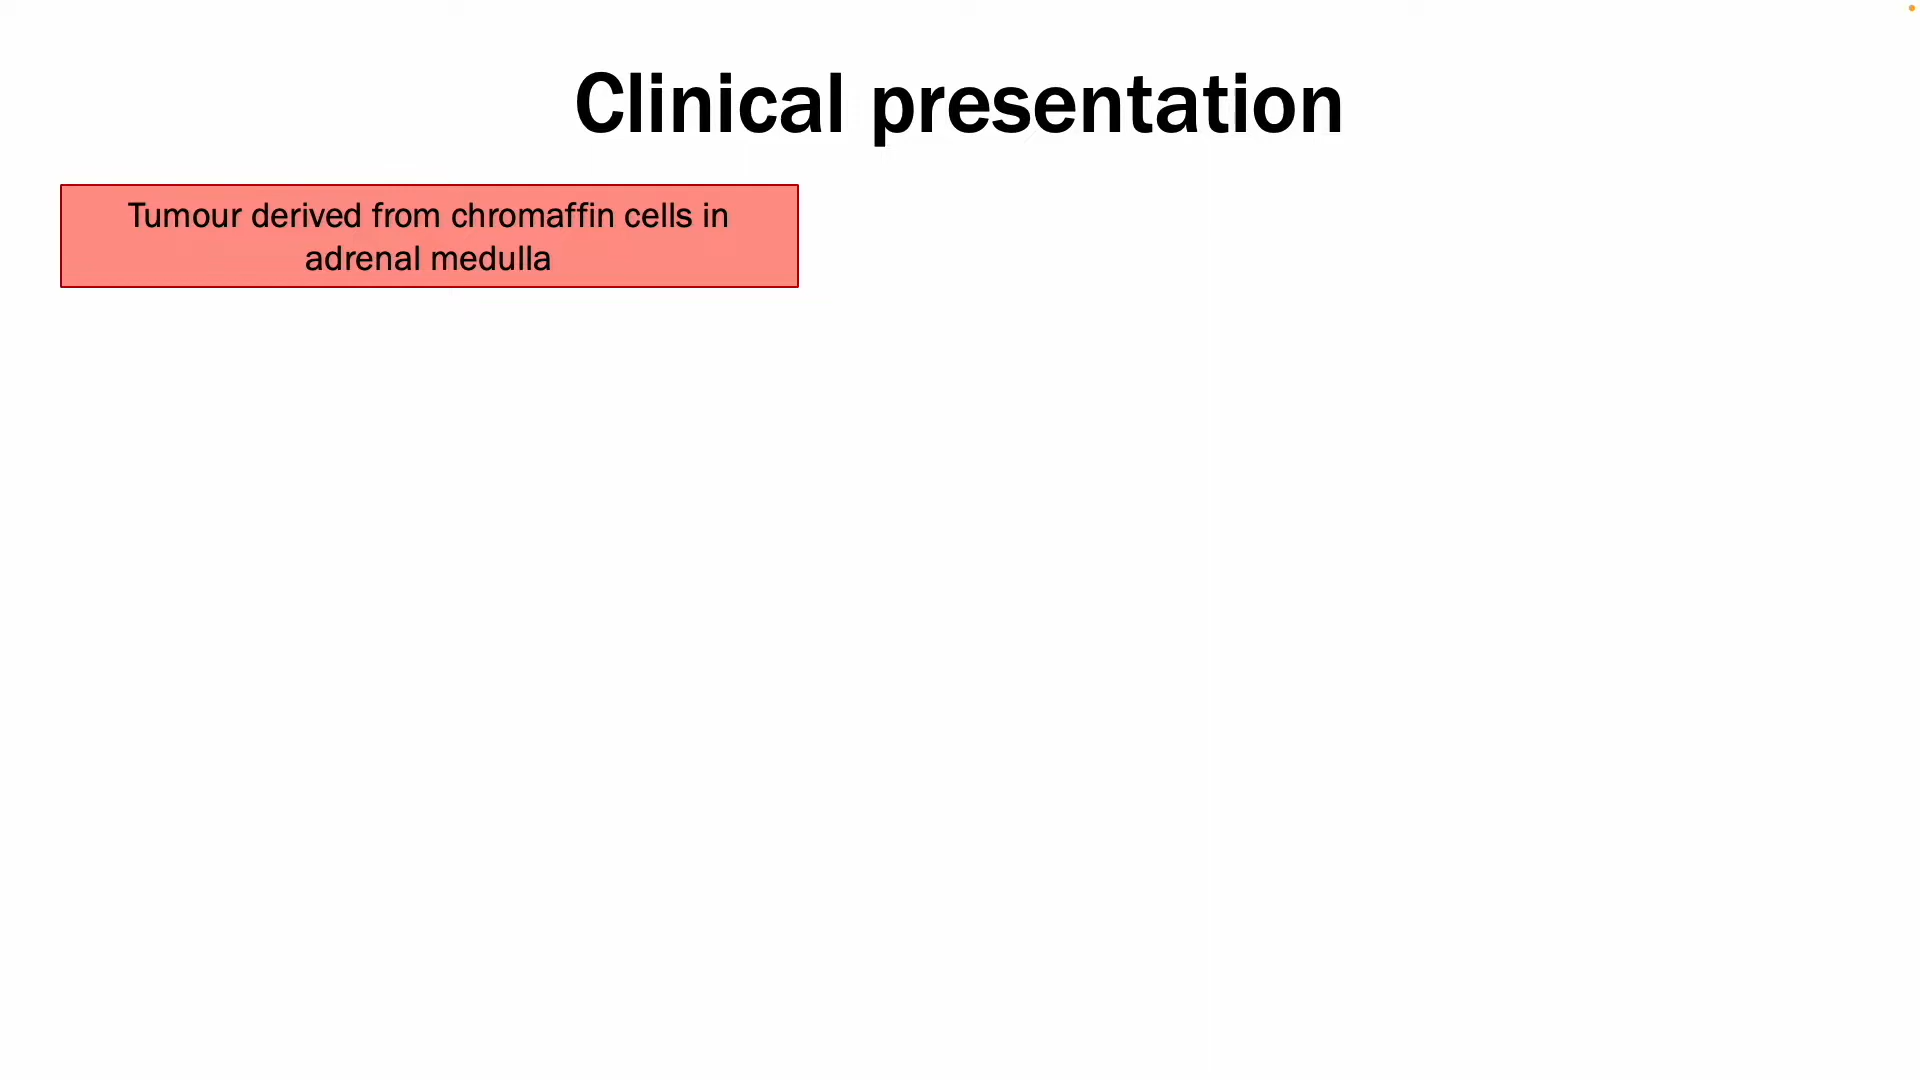 Clinical presentation
Tumour derived from chromaffin cells in
adrenal medulla